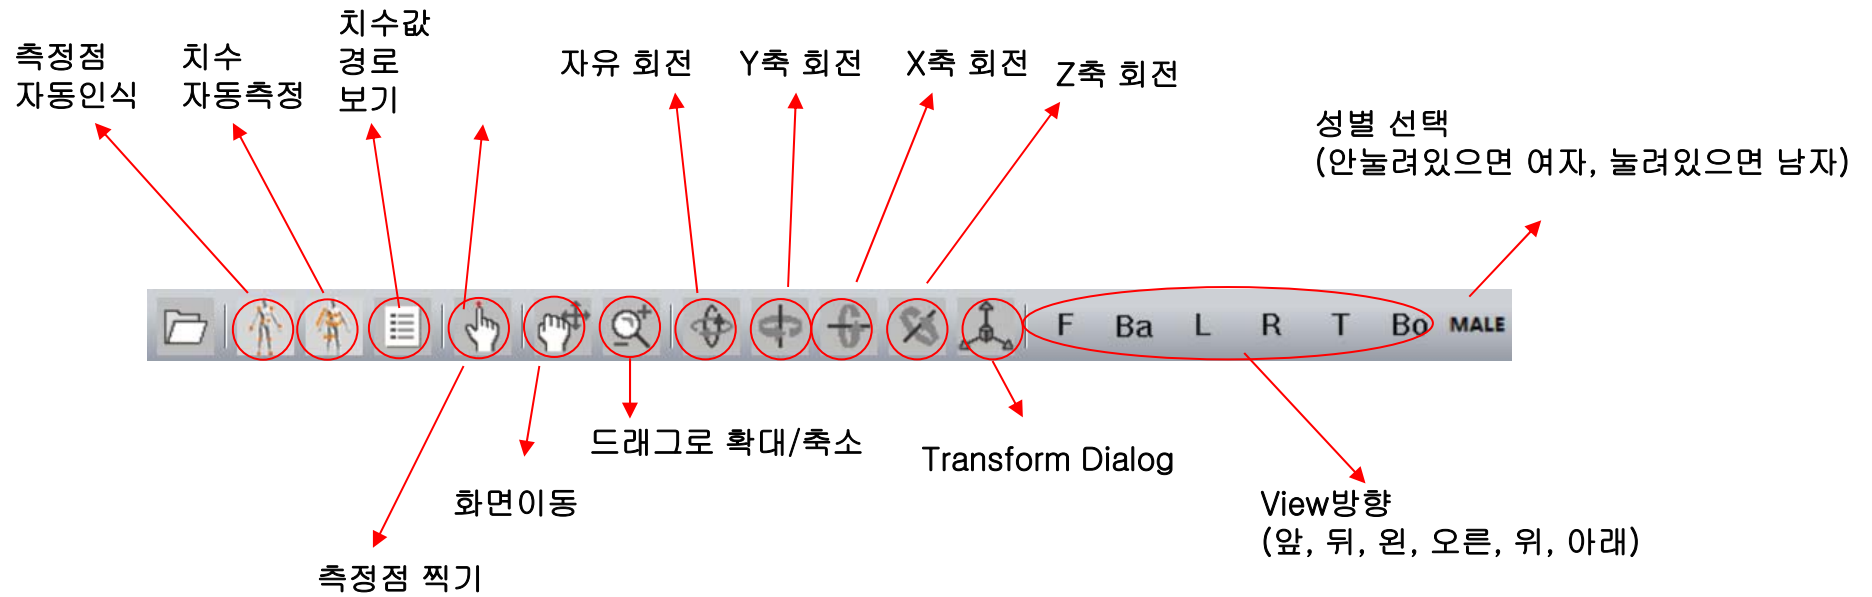 측정점
자동인식
치수
자동측정
치수값
경로
보기
자유 회전
Y축 회전
X축 회전
Z축 회전
성별 선택
(안눌려있으면 여자, 눌려있으면 남자)
F Ba L R T Bo MALE
드래그로 확대/축소
Transform Dialog
화면이동
View방향
(앞, 뒤, 왼, 오른, 위, 아래)
측정점 찍기